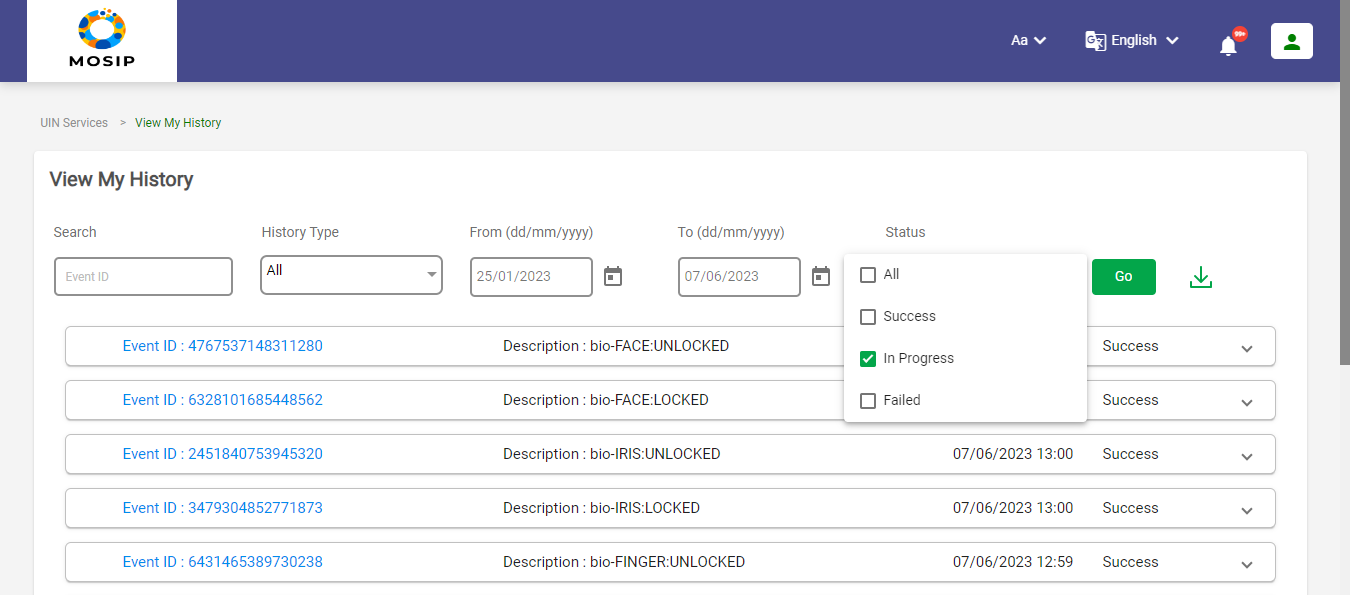 MOSIP
Aa
English
99+
UIN Services > View My History
View My History
Search
History Type
From (dd/mm/yyyy)
To (dd/mm/yyyy)
Status
Event ID
All
25/01/2023
07/06/2023
Go
All
Success
In Progress
Failed
Event ID : 4767537148311280 Description : bio-FACE:UNLOCKED Success
Event ID : 6328101685448562 Description : bio-FACE:LOCKED Success
Event ID : 2451840753945320 Description : bio-IRIS:UNLOCKED 07/06/2023 13:00 Success
Event ID : 3479304852771873 Description : bio-IRIS:LOCKED 07/06/2023 13:00 Success
Event ID : 6431465389730238 Description : bio-FINGER:UNLOCKED 07/06/2023 12:59 Success